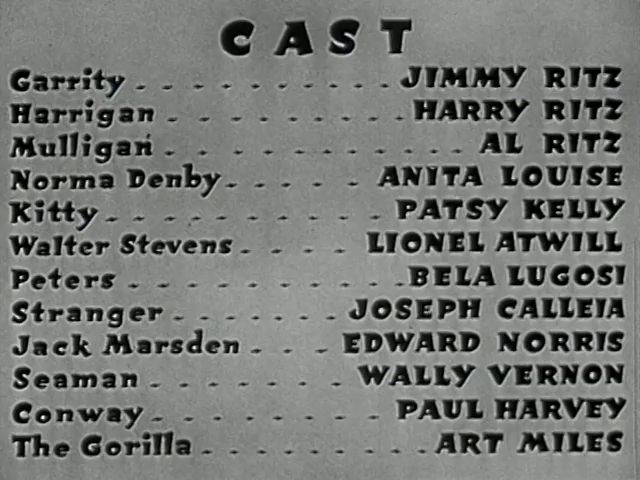 CAST
Garrity . . . . . . . . . . JIMMY RITZ
Harrigan . . . . . . . . . HARRY RITZ
Mulligan . . . . . . . . . . . AL RITZ
Norma Denby . . . . . . ANITA LOUISE
Kitty . . . . . . . . . . . PATSY KELLY
Walter Stevens . . . . . LIONEL ATWILL
Peters . . . . . . . . . . . BELA LUGOSI
Stranger . . . . . . . JOSEPH CALLEIA
Jack Marsden . . . . EDWARD NORRIS
Seaman . . . . . . . . WALLY VERNON
Conway . . . . . . . . . PAUL HARVEY
The Gorilla . . . . . . . . . ART MILES